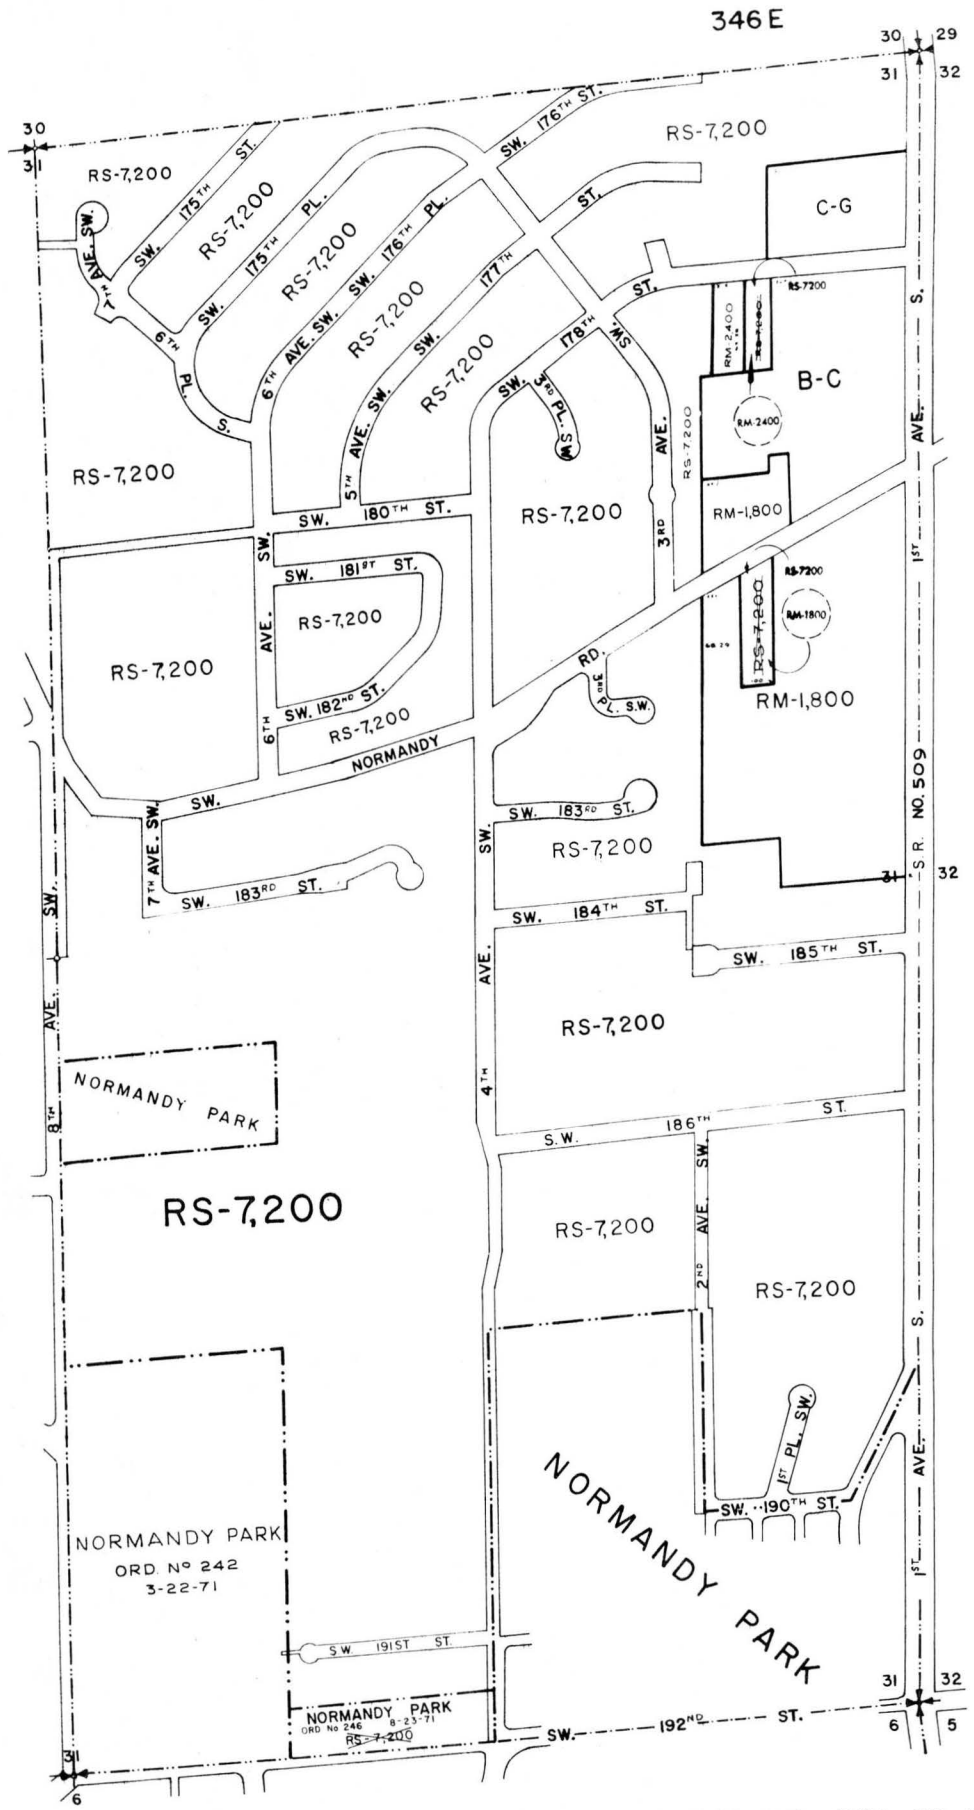 346 E
30 29
31 32
30
31
RS-7,200
SW. 175TH ST.
SW. 176TH ST.
RS-7,200
C-G
7TH AVE. SW.
RS-7,200
SW. 175TH PL.
RS-7,200
6TH AVE. SW. SW. 176TH PL.
RS-7,200
5TH AVE. SW. SW. 177TH ST.
RS-7,200
SW. 178TH ST.
6TH PL. S.
3RD PL. SW
3RD AVE. SW.
RS-7200
RM-2,400
RS-7,200
B-C
RM-2400
RS-7,200
1ST AVE. S.
RS-7,200
SW. 180TH ST.
RS-7,200
RM-1,800
RS-7200
RS-7,200
RM-1800
RM-1,800
SW. 181ST ST.
RS-7,200
RS-7,200
6TH AVE. SW.
SW. 182ND ST.
RS-7,200
SW. NORMANDY RD.
3RD PL. S.W.
S.R. NO. 509
7TH AVE. SW.
SW. 183RD ST.
SW. 183RD ST.
RS-7,200
31 32
SW. 184TH ST.
SW. 185TH ST.
8TH AVE. SW.
4TH AVE. SW.
RS-7,200
NORMANDY PARK
S.W. 186TH ST.
RS-7,200
RS-7,200
2ND AVE. SW.
RS-7,200
1ST PL. SW.
SW. 190TH ST.
1ST AVE. S.
NORMANDY PARK
NORMANDY PARK
ORD. Nº 242
3-22-71
SW 191ST ST.
NORMANDY PARK
ORD No 246 8-23-71
RS-7,200
SW. 192ND ST.
31 32
6 5
31
6